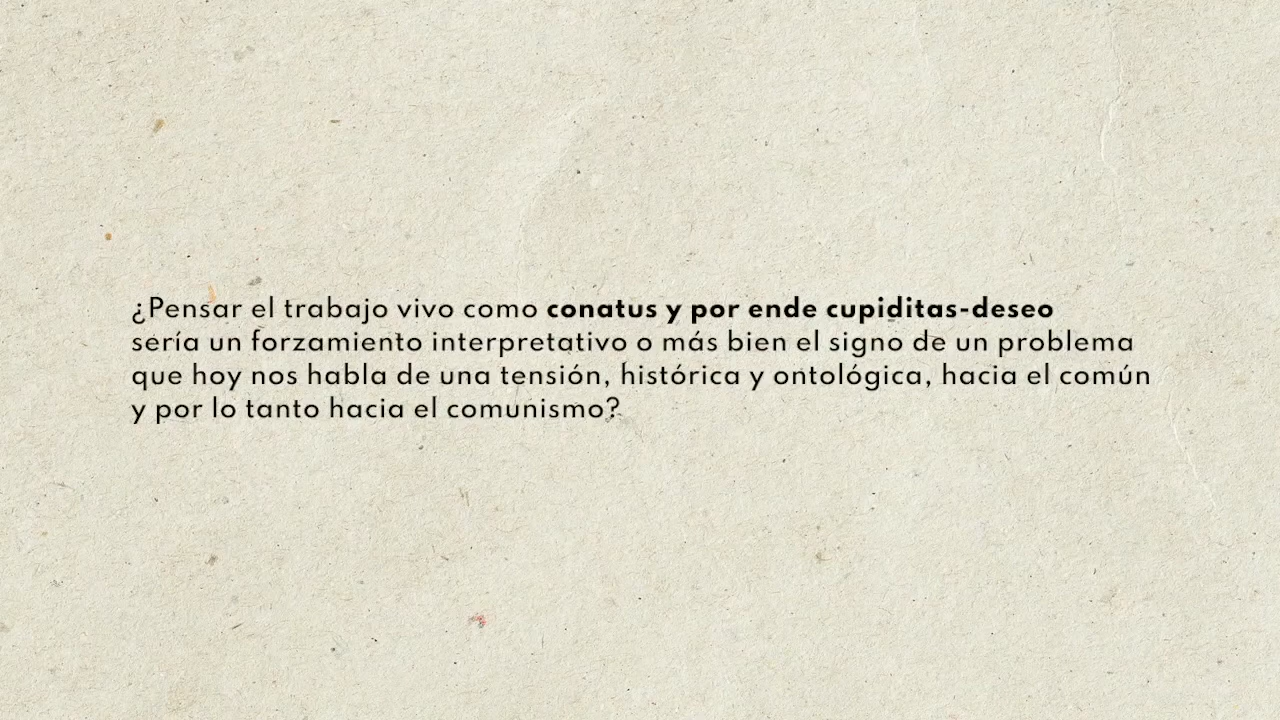 ¿Pensar el trabajo vivo como conatus y por ende cupiditas-deseo
sería un forzamiento interpretativo o más bien el signo de un problema
que hoy nos habla de una tensión, histórica y ontológica, hacia el común
y por lo tanto hacia el comunismo?